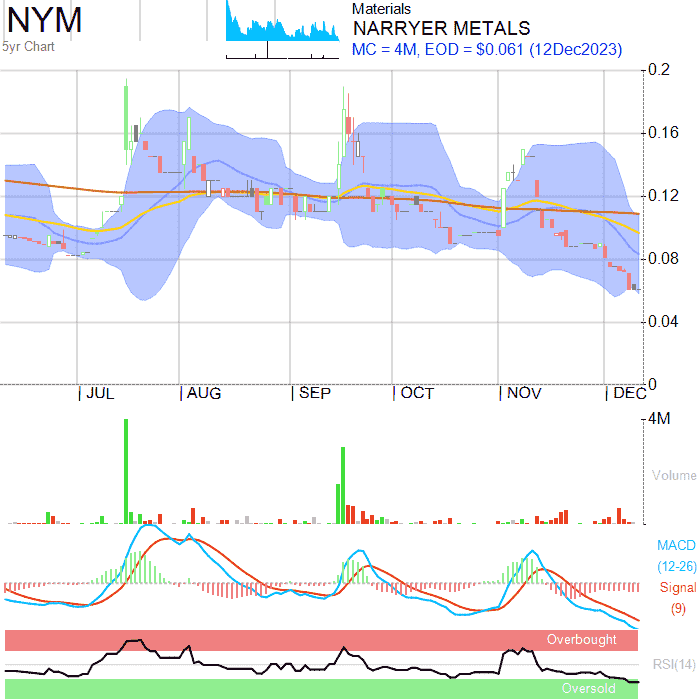 NYM
5yr Chart
Materials
NARRYER METALS
MC = 4M, EOD = $0.061 (12Dec2023)
0.2
0.16
0.12
0.08
0.04
0
JUL AUG SEP OCT NOV DEC
4M
Volume
MACD
(12-26)
Signal
(9)
Overbought
RSI(14)
Oversold